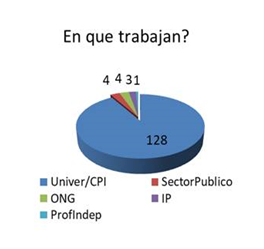 En que trabajan?
4 4 3 1
128
Univer/CPI SectorPublico
ONG IP
ProfIndep